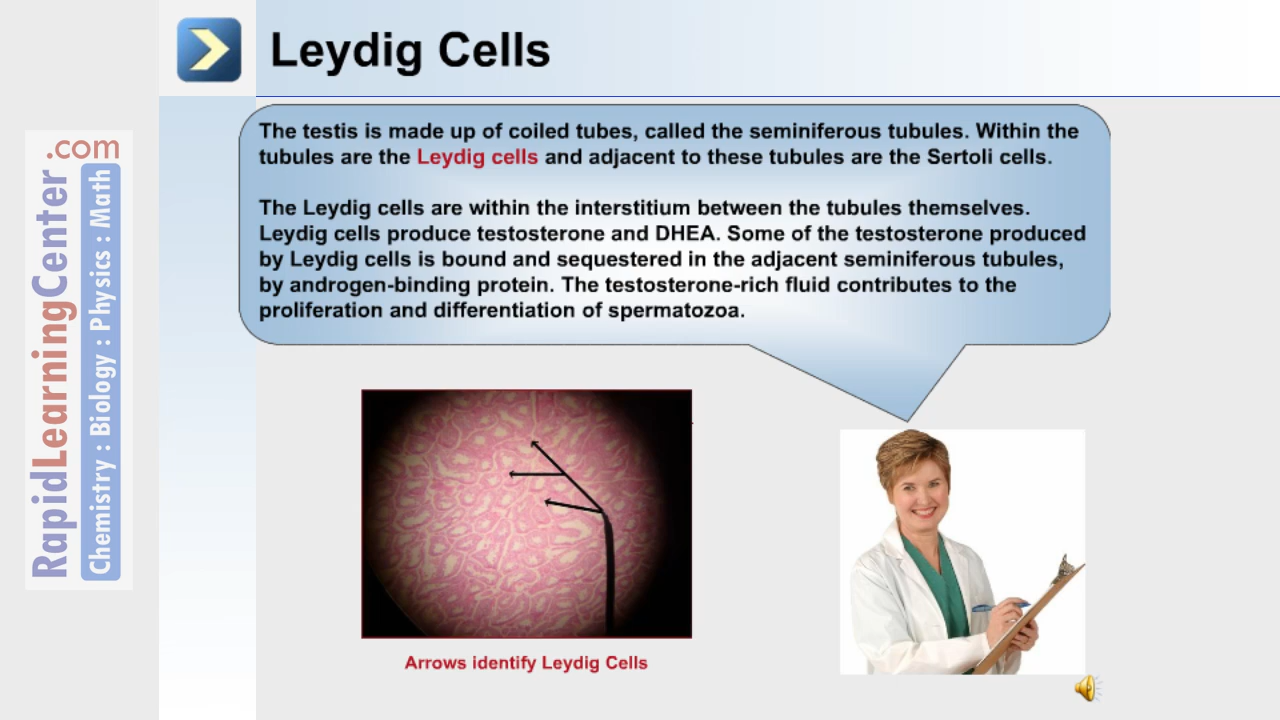 Leydig Cells
The testis is made up of coiled tubes, called the seminiferous tubules. Within the
tubules are the Leydig cells and adjacent to these tubules are the Sertoli cells.
The Leydig cells are within the interstitium between the tubules themselves.
Leydig cells produce testosterone and DHEA. Some of the testosterone produced
by Leydig cells is bound and sequestered in the adjacent seminiferous tubules,
by androgen-binding protein. The testosterone-rich fluid contributes to the
proliferation and differentiation of spermatozoa.
Arrows identify Leydig Cells
RapidLearningCenter
.com
Chemistry : Biology : Physics : Math